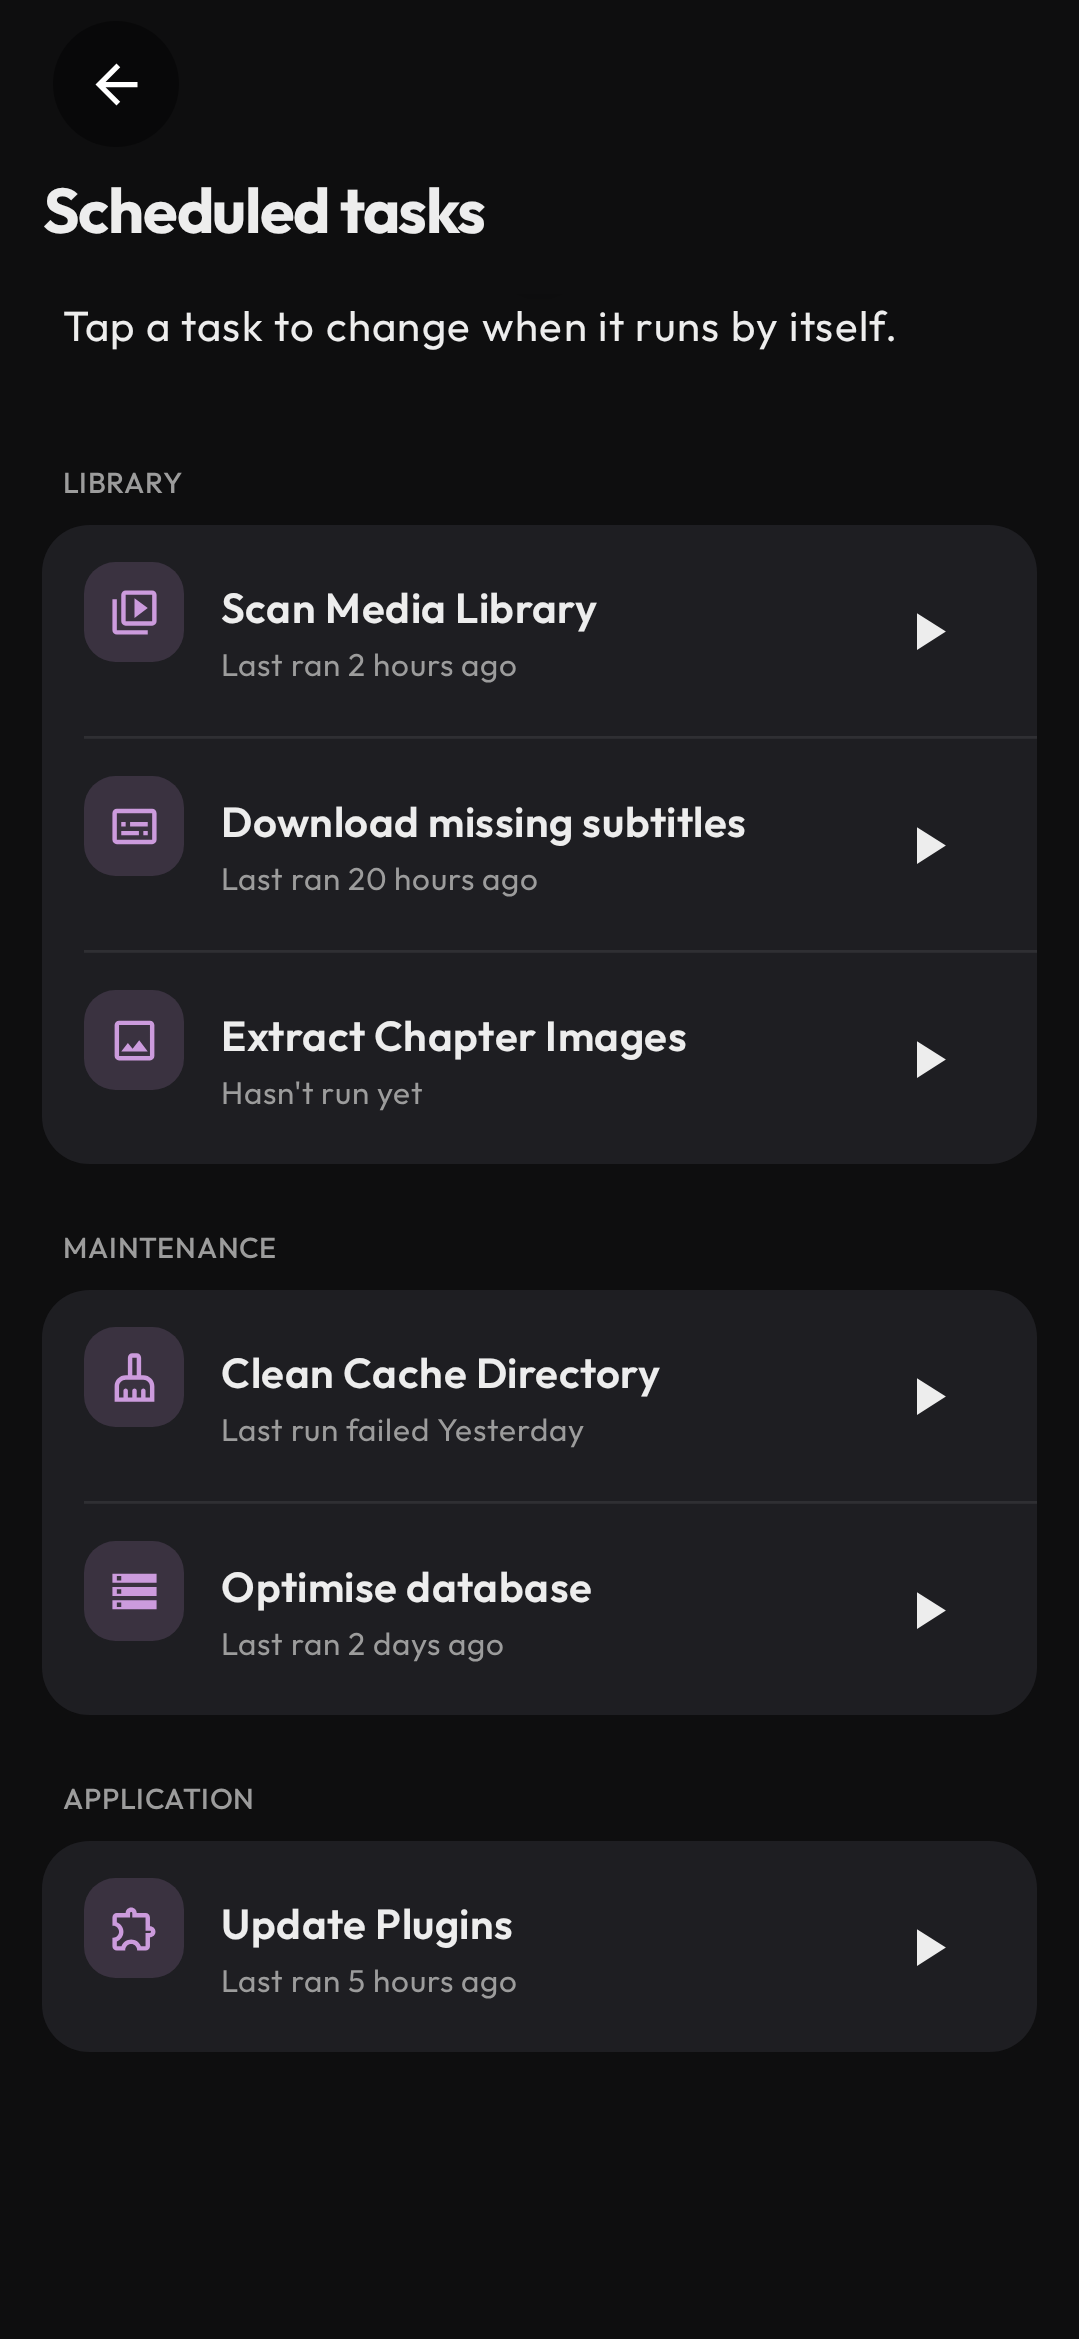 Scheduled tasks
Tap a task to change when it runs by itself.
LIBRARY
Scan Media Library
Last ran 2 hours ago
Download missing subtitles
Last ran 20 hours ago
Extract Chapter Images
Hasn't run yet
MAINTENANCE
Clean Cache Directory
Last run failed Yesterday
Optimise database
Last ran 2 days ago
APPLICATION
Update Plugins
Last ran 5 hours ago